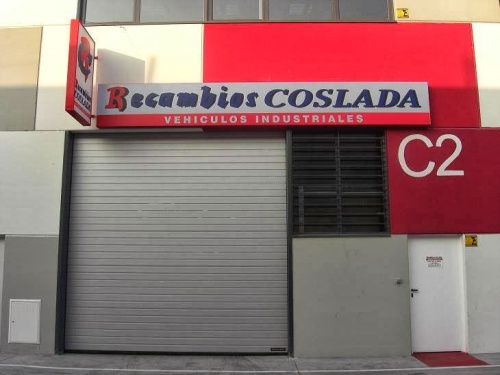 Recambios COSLADA
VEHICULOS INDUSTRIALES
C2